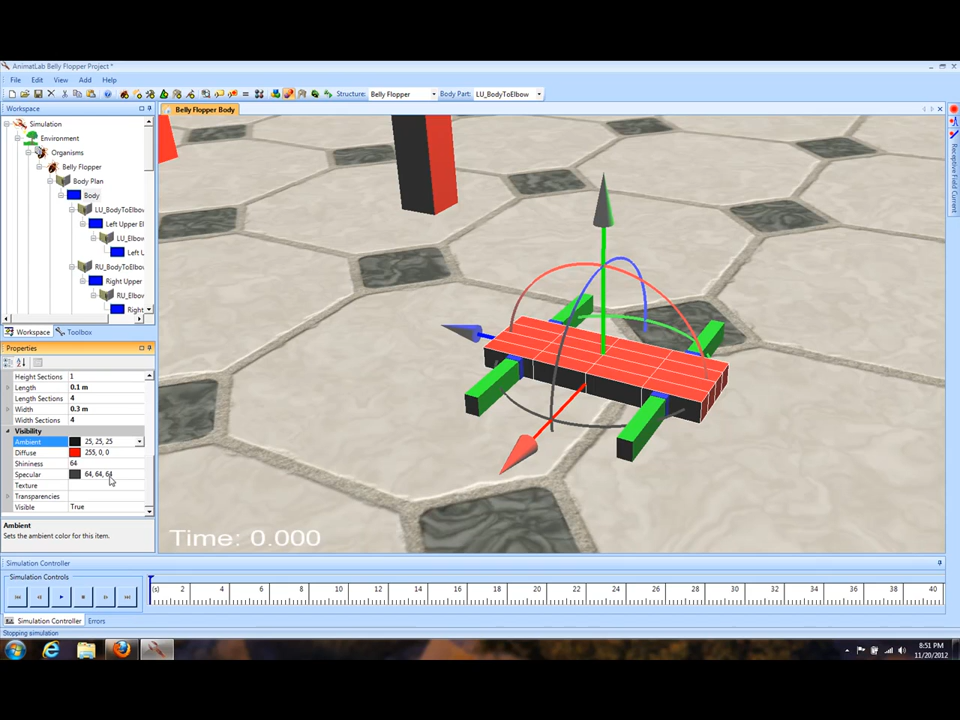 AnimatLab Belly Flopper Project *
File Edit View Add Help
Structure: Belly Flopper Body Part: LU_BodyToElbow
Workspace
Belly Flopper Body
Simulation
Environment
Organisms
Belly Flopper
Body Plan
Body
LU_BodyToElbow
Left Upper El
LU_Elbow
Left U
RU_BodyToElbow
Right Upper
RU_Elbow
Right
Workspace Toolbox
Receptive Field Current
Properties
Height Sections 1
Length 0.1 m
Length Sections 4
Width 0.3 m
Width Sections 4
Visibility
Ambient 25, 25, 25
Diffuse 255, 0, 0
Shininess 64
Specular 64, 64, 64
Texture
Transparencies
Visible True
Ambient
Sets the ambient color for this item.
Time: 0.000
Simulation Controller
Simulation Controls
(s) 2 4 6 8 10 12 14 16 18 20 22 24 26 28 30 32 34 36 38 40
Simulation Controller Errors
Stopping simulation
8:51 PM
11/20/2012